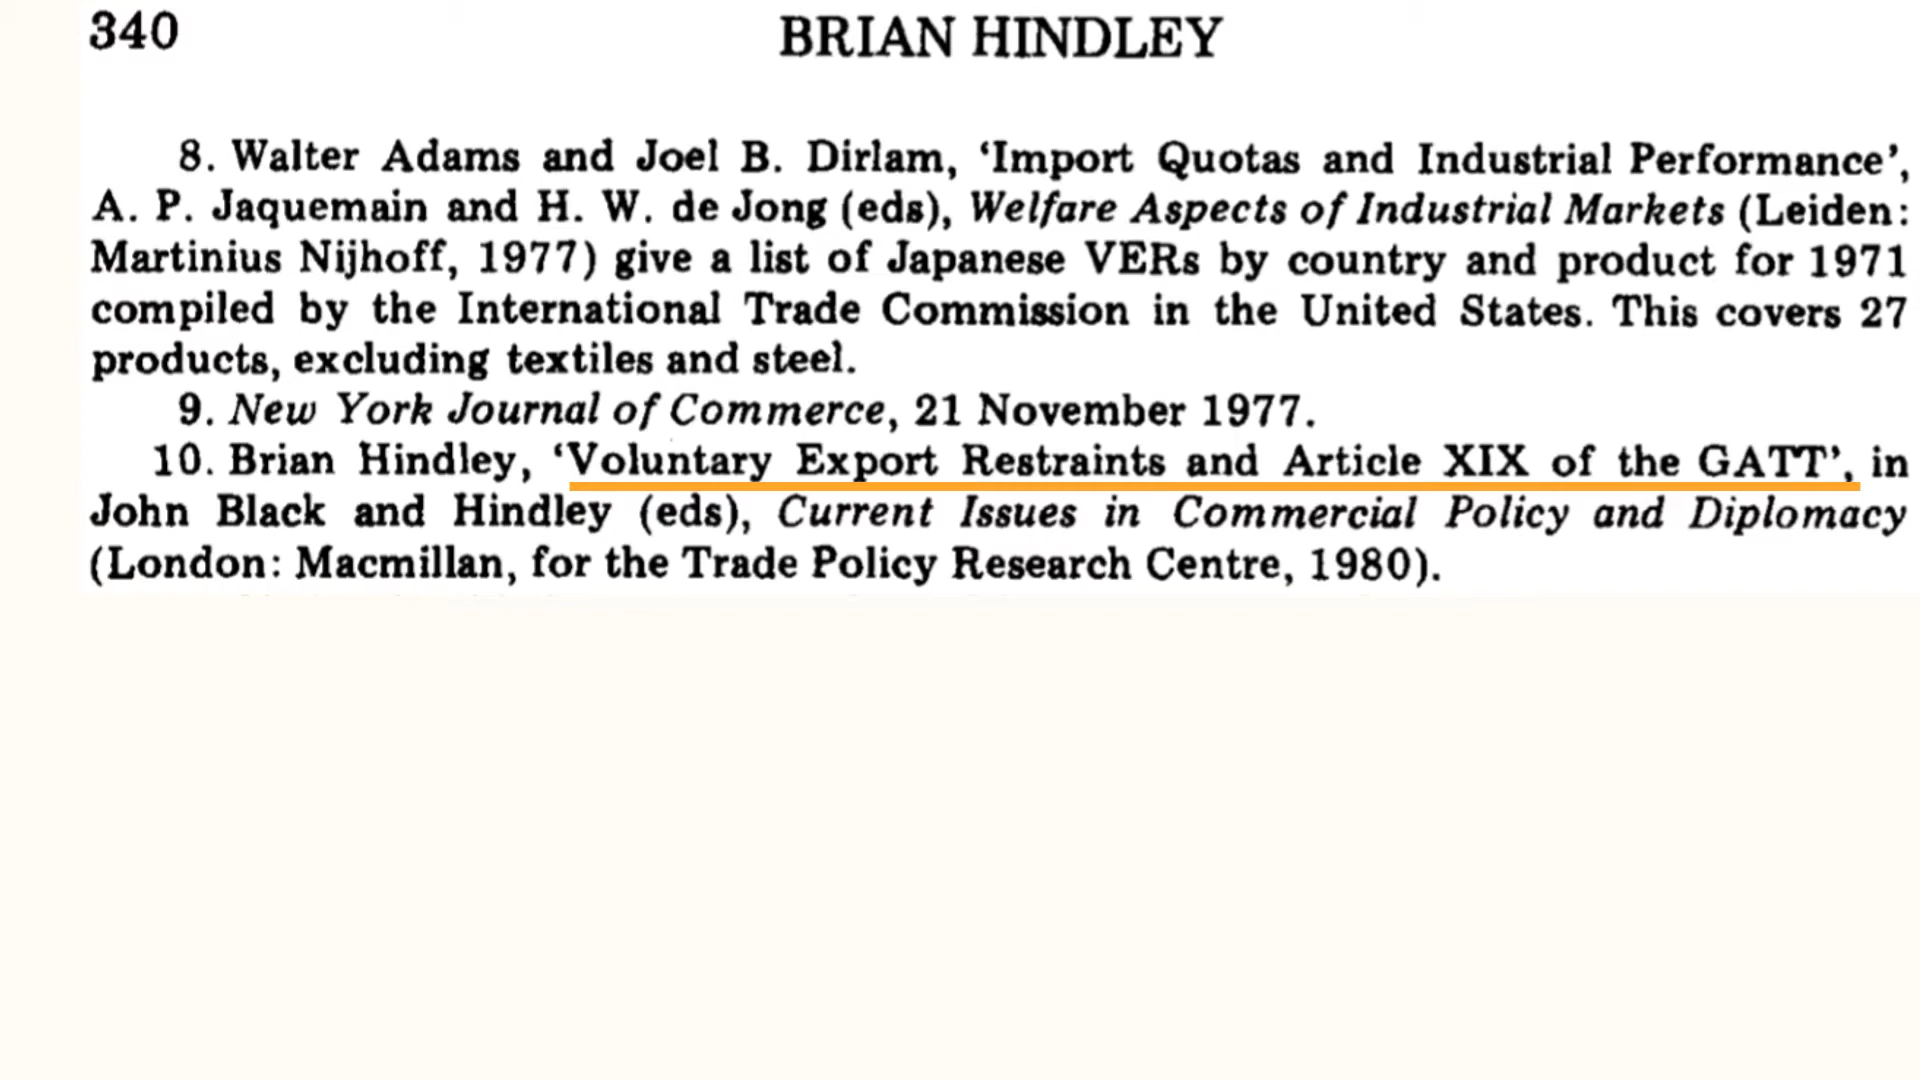 340 BRIAN HINDLEY
8. Walter Adams and Joel B. Dirlam, ‘Import Quotas and Industrial Performance’,
A. P. Jaquemain and H. W. de Jong (eds), Welfare Aspects of Industrial Markets (Leiden:
Martinius Nijhoff, 1977) give a list of Japanese VERs by country and product for 1971
compiled by the International Trade Commission in the United States. This covers 27
products, excluding textiles and steel.
9. New York Journal of Commerce, 21 November 1977.
10. Brian Hindley, ‘Voluntary Export Restraints and Article XIX of the GATT’, in
John Black and Hindley (eds), Current Issues in Commercial Policy and Diplomacy
(London: Macmillan, for the Trade Policy Research Centre, 1980).